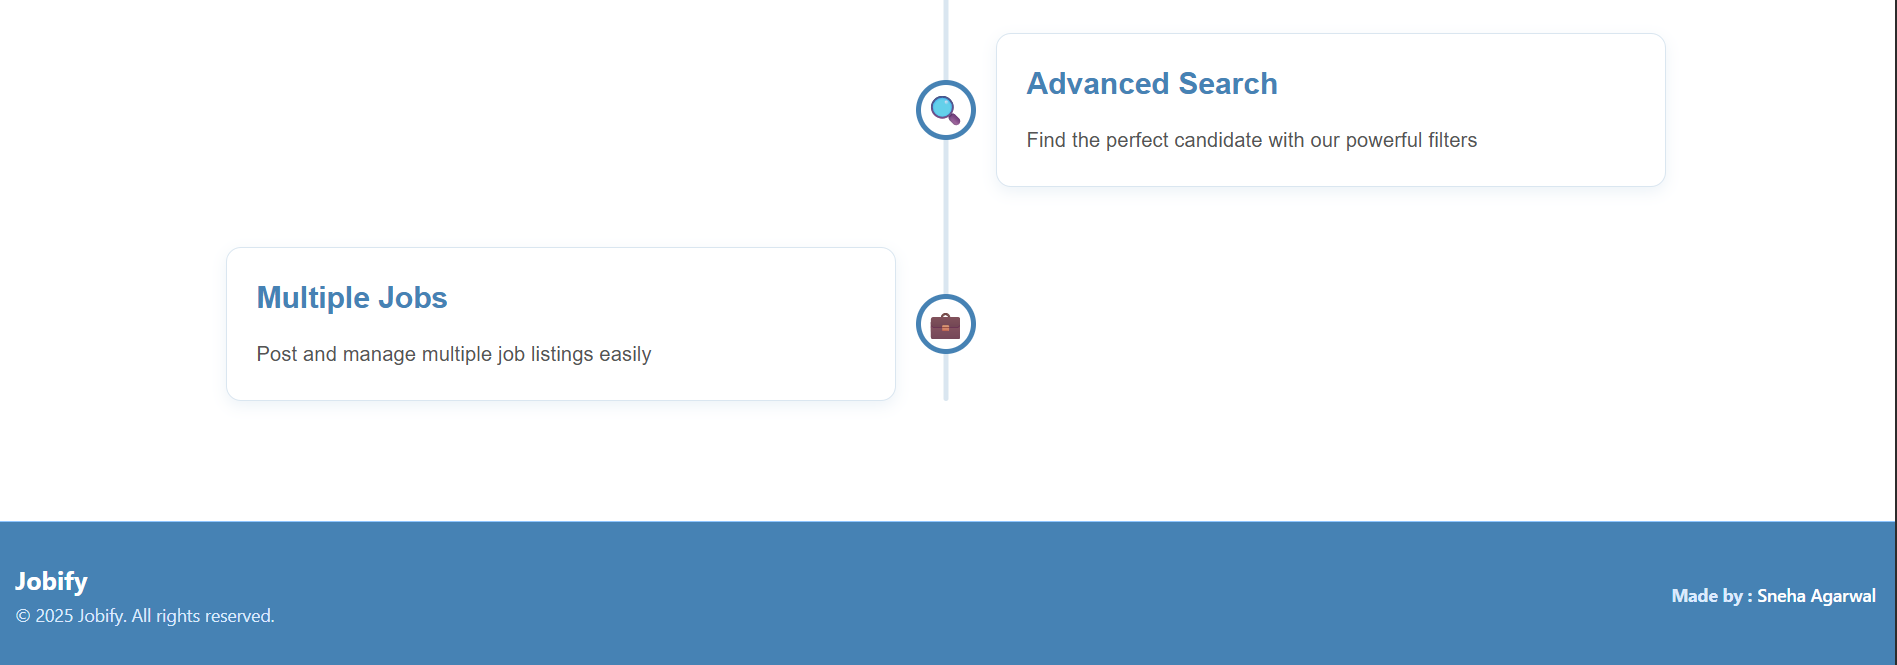 Advanced Search
Find the perfect candidate with our powerful filters
Multiple Jobs
Post and manage multiple job listings easily
Jobify
© 2025 Jobify. All rights reserved.
Made by : Sneha Agarwal